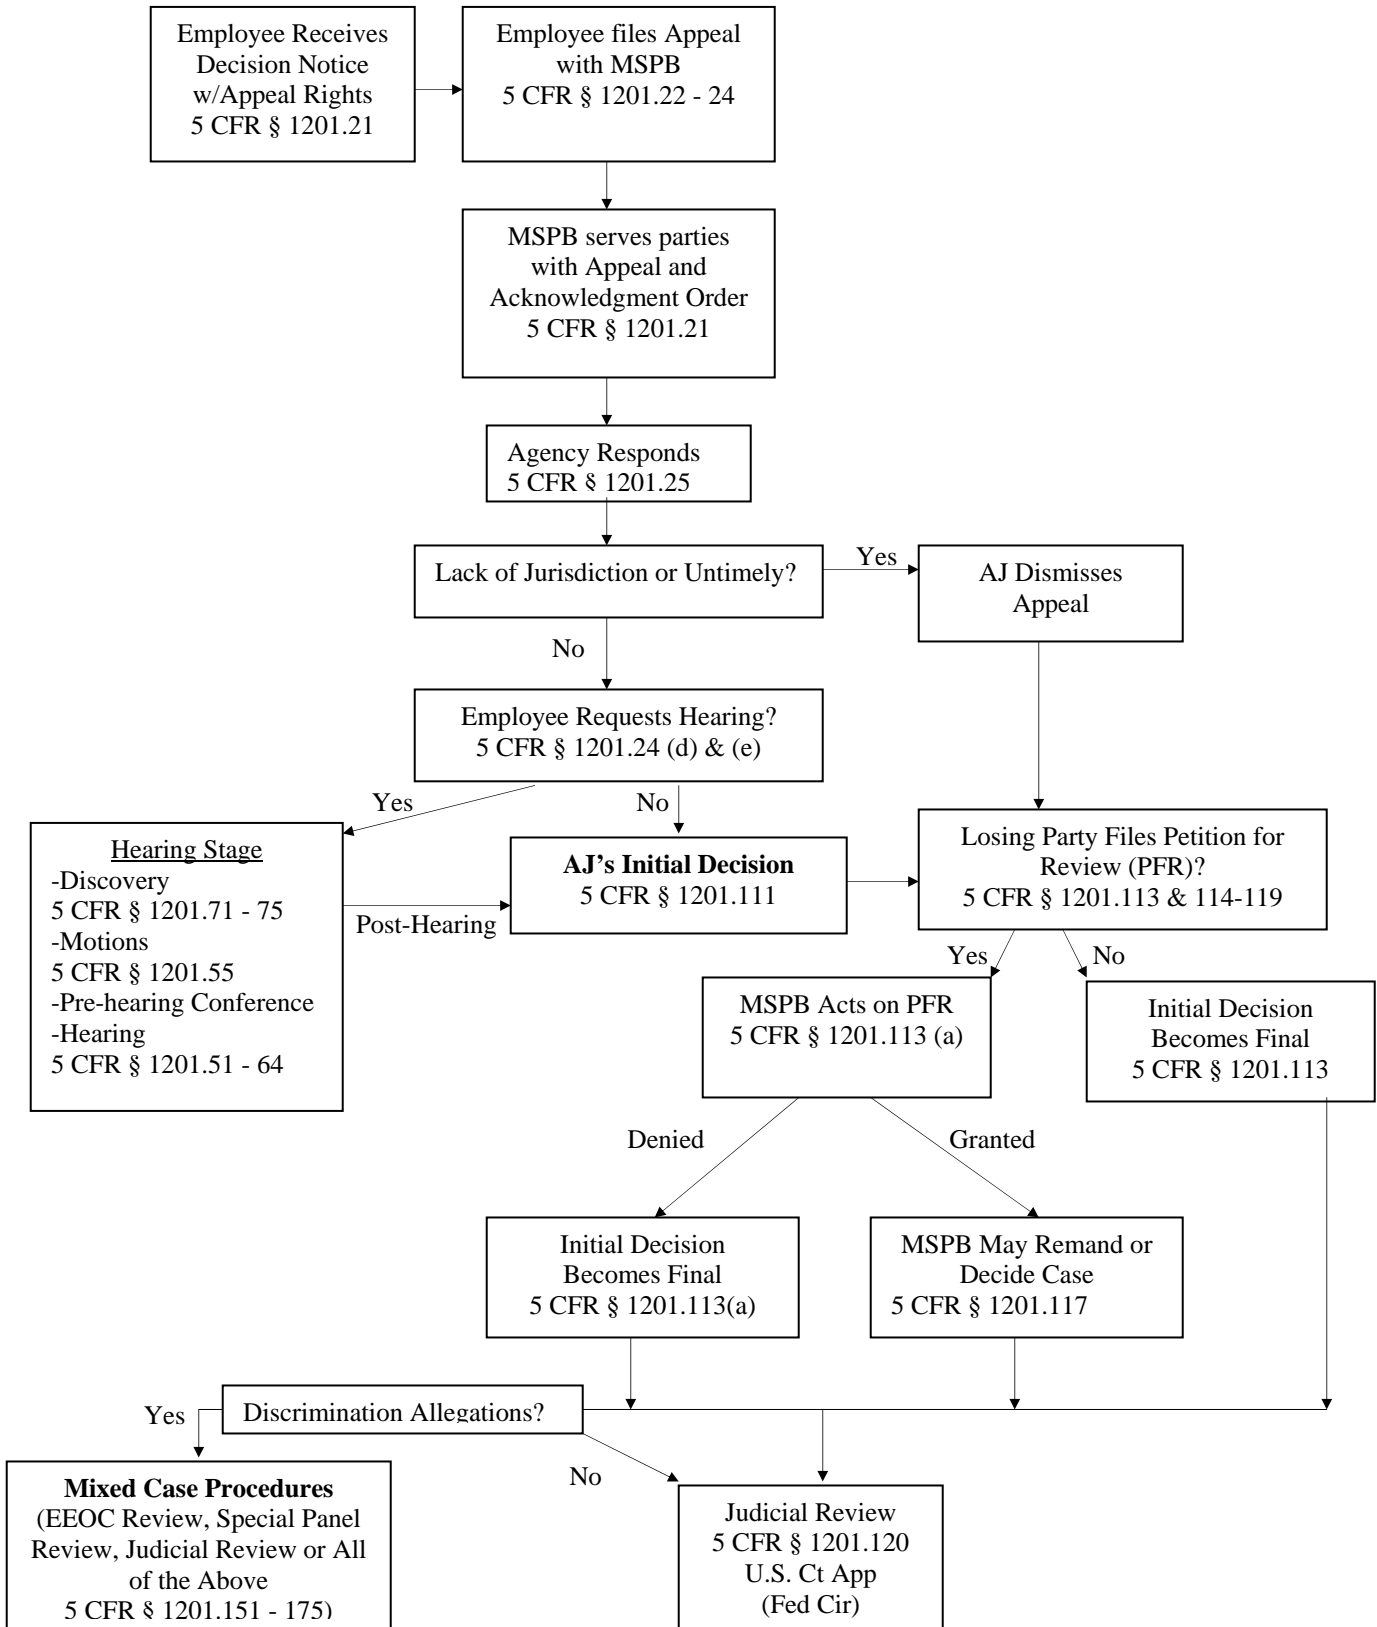 Employee Receives
Decision Notice
w/Appeal Rights
5 CFR § 1201.21
Employee files Appeal
with MSPB
5 CFR § 1201.22 - 24
MSPB serves parties
with Appeal and
Acknowledgment Order
5 CFR § 1201.21
Agency Responds
5 CFR § 1201.25
Lack of Jurisdiction or Untimely?
Yes
AJ Dismisses
Appeal
No
Employee Requests Hearing?
5 CFR § 1201.24 (d) & (e)
Yes
No
Hearing Stage
-Discovery
5 CFR § 1201.71 - 75
-Motions
5 CFR § 1201.55
-Pre-hearing Conference
-Hearing
5 CFR § 1201.51 - 64
Post-Hearing
AJ’s Initial Decision
5 CFR § 1201.111
Losing Party Files Petition for
Review (PFR)?
5 CFR § 1201.113 & 114-119
Yes
No
MSPB Acts on PFR
5 CFR § 1201.113 (a)
Initial Decision
Becomes Final
5 CFR § 1201.113
Denied
Granted
Initial Decision
Becomes Final
5 CFR § 1201.113(a)
MSPB May Remand or
Decide Case
5 CFR § 1201.117
Discrimination Allegations?
Yes
No
Mixed Case Procedures
(EEOC Review, Special Panel
Review, Judicial Review or All
of the Above
5 CFR § 1201.151 - 175)
Judicial Review
5 CFR § 1201.120
U.S. Ct App
(Fed Cir)